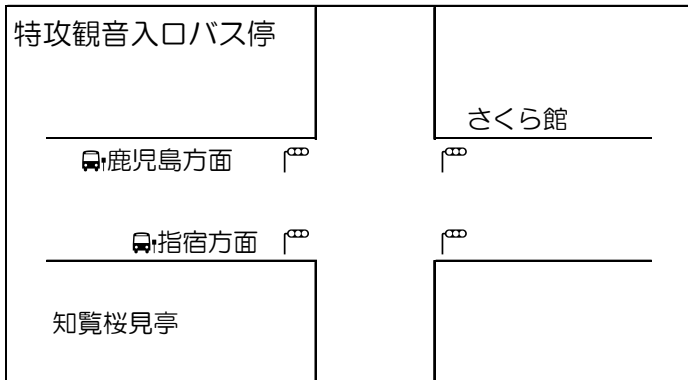 特攻観音入口バス停
さくら館
鹿児島方面
指宿方面
知覧桜見亭